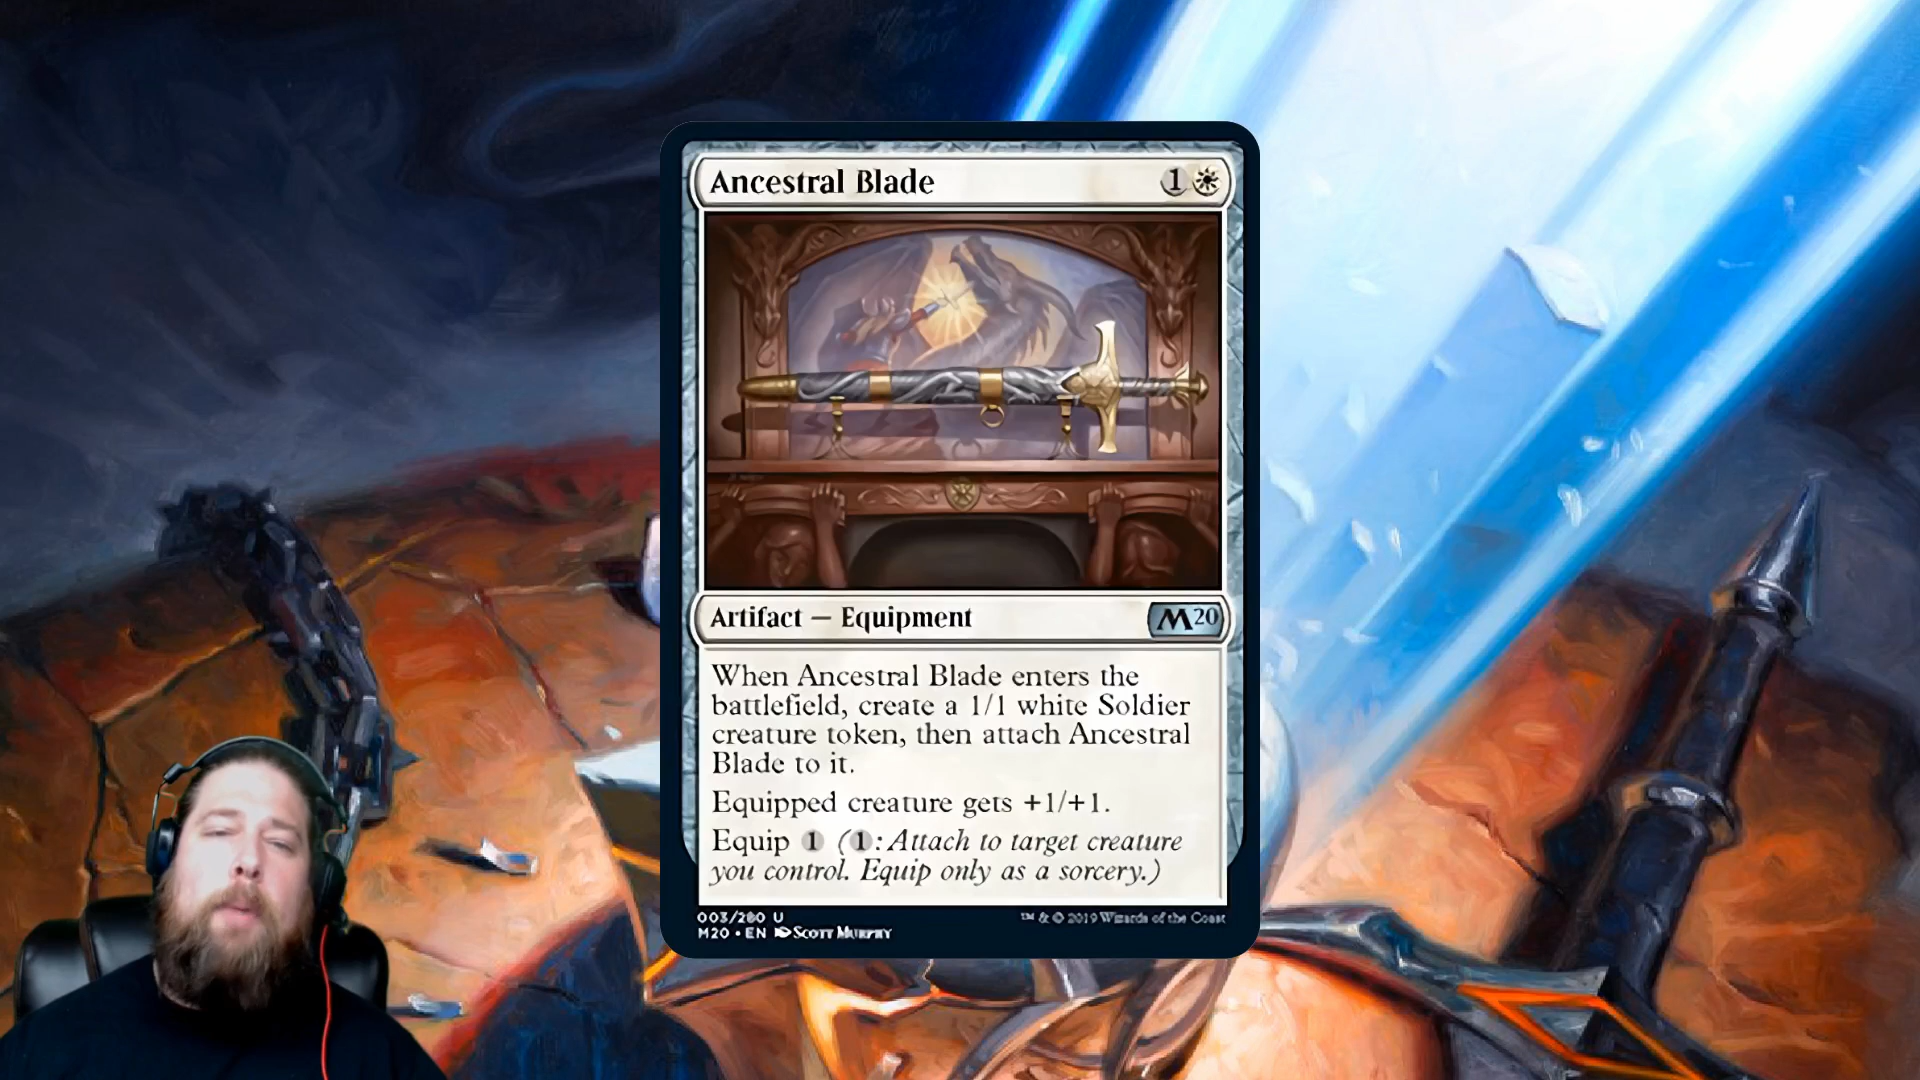 Ancestral Blade 1
Artifact — Equipment M20
When Ancestral Blade enters the
battlefield, create a 1/1 white Soldier
creature token, then attach Ancestral
Blade to it.
Equipped creature gets +1/+1.
Equip 1 (1: Attach to target creature
you control. Equip only as a sorcery.)
003/280 U ™ & © 2019 Wizards of the Coast
M20 • EN Scott Murphy